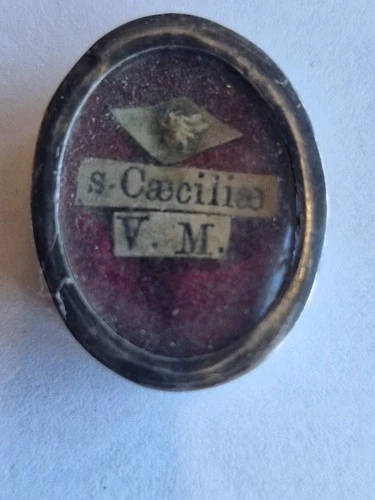 s. Cæciliæ
V. M.